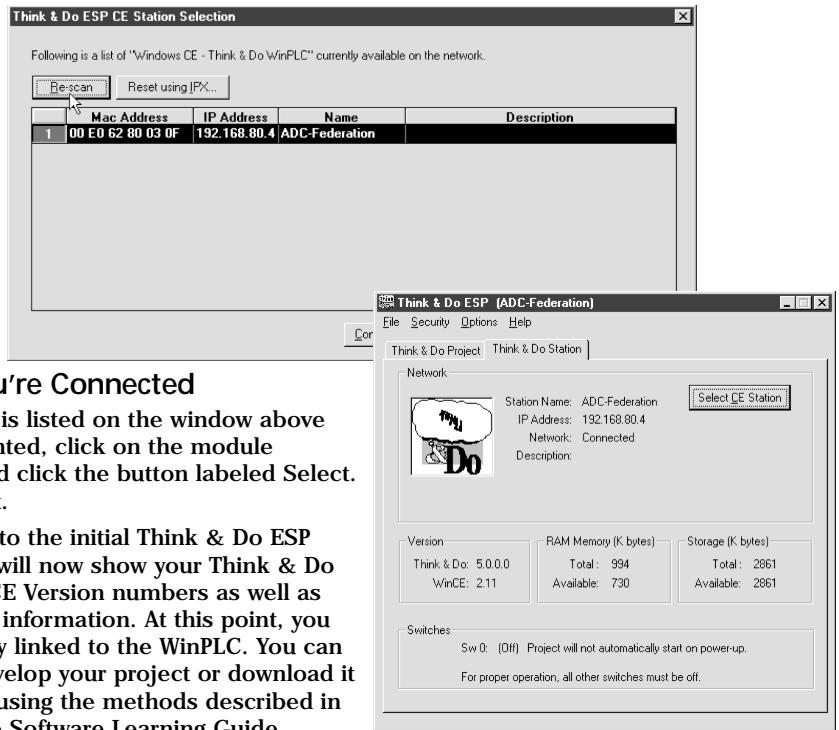 Think & Do ESP CE Station Selection
Following is a list of "Windows CE - Think & Do WinPLC" currently available on the network.
Re-scan Reset using IPX...
Mac Address IP Address Name Description
1 00 E0 62 80 03 0F 192.168.80.4 ADC-Federation
Think & Do ESP (ADC-Federation)
File Security Options Help
Think & Do Project Think & Do Station
Network
Do
Station Name: ADC-Federation
Select CE Station
IP Address: 192.168.80.4
Network: Connected
Description:
Version
Think & Do: 5.0.0.0
WinCE: 2.11
RAM Memory (K bytes)
Total: 994
Available: 730
Storage (K bytes)
Total: 2861
Available: 2861
Switches
Sw 0: (Off) Project will not automatically start on power-up.
For proper operation, all other switches must be off.
u're Connected
is listed on the window above
nted, click on the module
d click the button labeled Select.
to the initial Think & Do ESP
will now show your Think & Do
CE Version numbers as well as
information. At this point, you
y linked to the WinPLC. You can
velop your project or download it
using the methods described in
Software Learning Guide